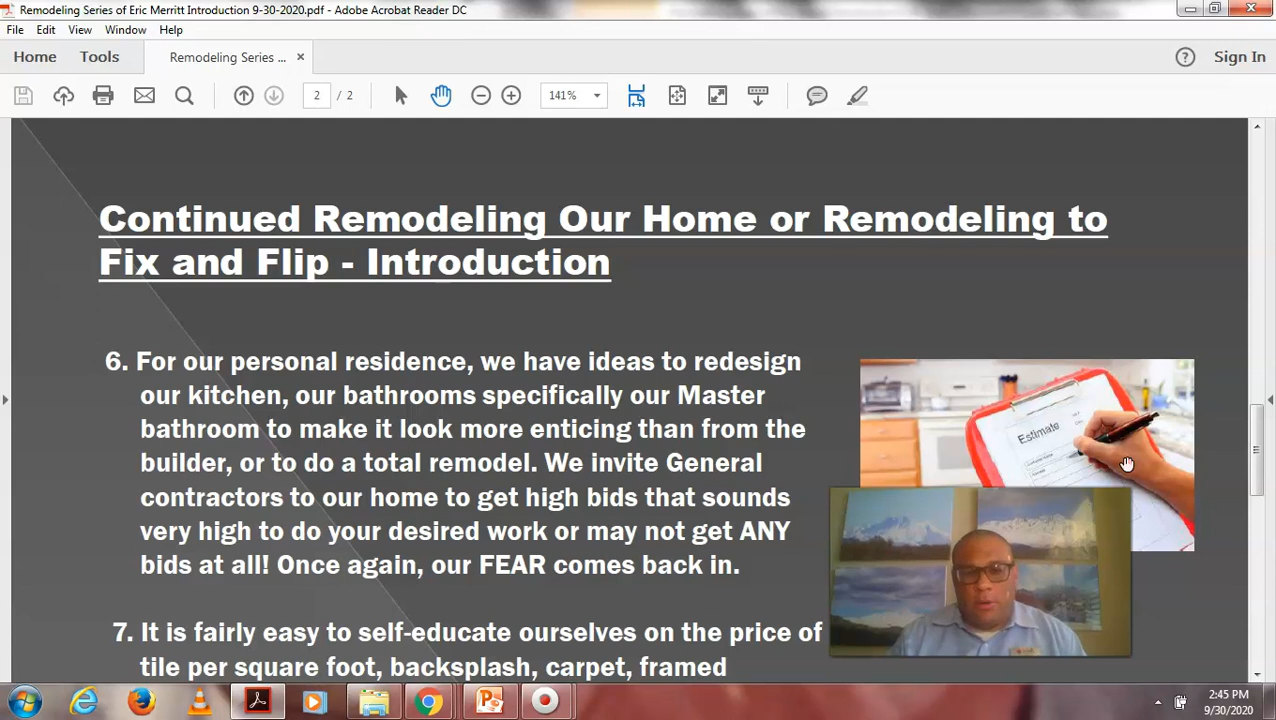 Remodeling Series of Eric Merritt Introduction 9-30-2020.pdf - Adobe Acrobat Reader DC
File Edit View Window Help
Home Tools Remodeling Series ... × Sign In
2 / 2 141%
Continued Remodeling Our Home or Remodeling to
Fix and Flip - Introduction
6. For our personal residence, we have ideas to redesign
our kitchen, our bathrooms specifically our Master
bathroom to make it look more enticing than from the
builder, or to do a total remodel. We invite General
contractors to our home to get high bids that sounds
very high to do your desired work or may not get ANY
bids at all! Once again, our FEAR comes back in.
Estimate
7. It is fairly easy to self-educate ourselves on the price of
tile per square foot, backsplash, carpet, framed
2:45 PM
9/30/2020